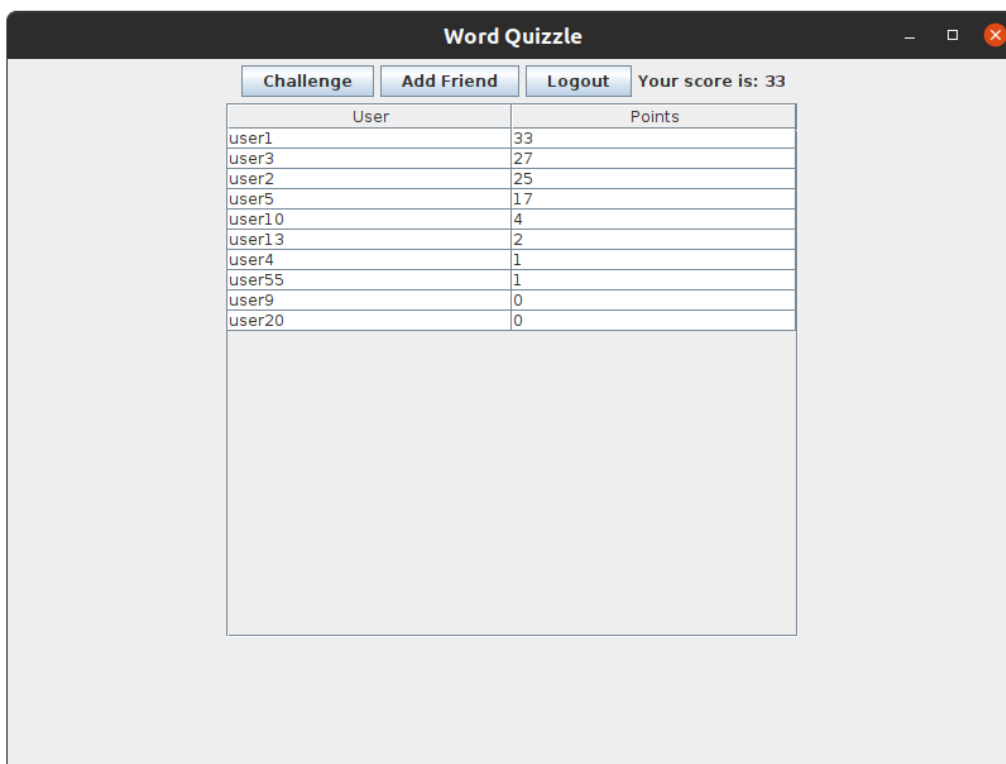 Word Quizzle
Challenge Add Friend Logout Your score is: 33
User Points
user1 33
user3 27
user2 25
user5 17
user10 4
user13 2
user4 1
user55 1
user9 0
user20 0